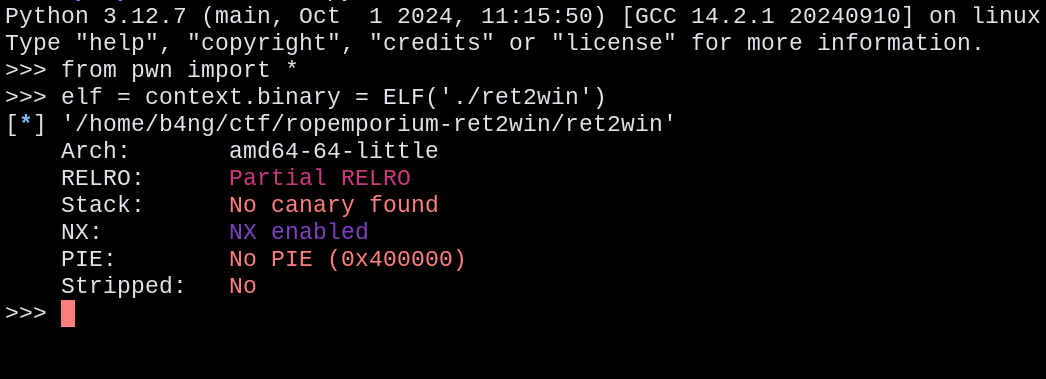 Python 3.12.7 (main, Oct  1 2024, 11:15:50) [GCC 14.2.1 20240910] on linux
Type "help", "copyright", "credits" or "license" for more information.
>>> from pwn import *
>>> elf = context.binary = ELF('./ret2win')
[*] '/home/b4ng/ctf/ropemporium-ret2win/ret2win'
    Arch:       amd64-64-little
    RELRO:      Partial RELRO
    Stack:      No canary found
    NX:         NX enabled
    PIE:        No PIE (0x400000)
    Stripped:   No
>>>